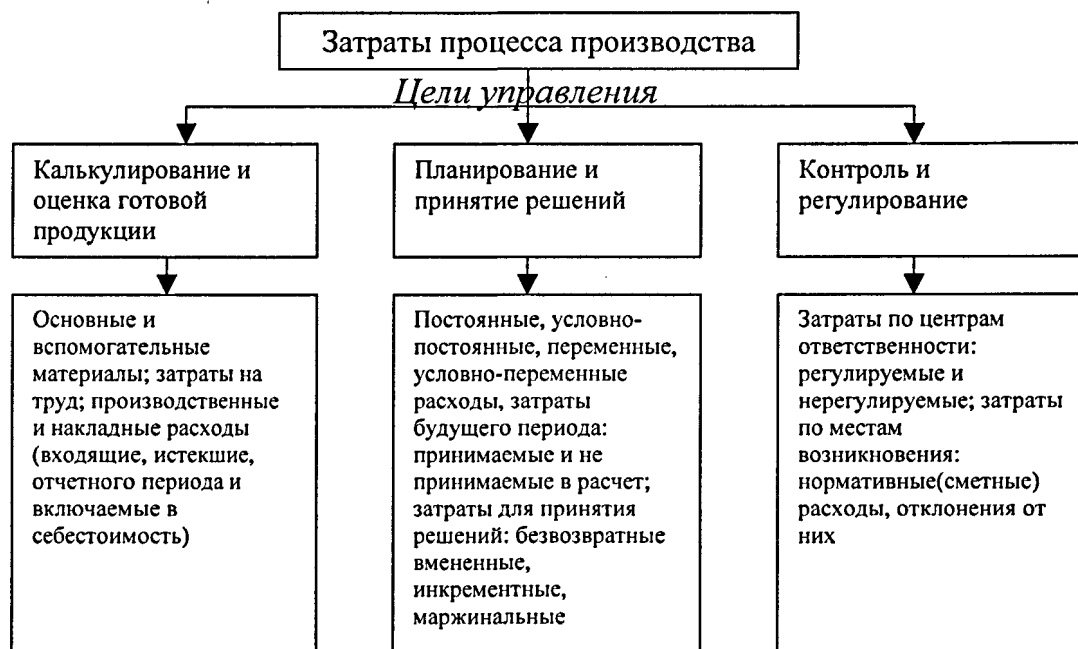 Затраты процесса производства
Цели управления
Калькулирование и
оценка готовой
продукции
Планирование и
принятие решений
Контроль и
регулирование
Основные и
вспомогательные
материалы; затраты на
труд; производственные
и накладные расходы
(входящие, истекшие,
отчетного периода и
включаемые в
себестоимость)
Постоянные, условно-
постоянные, переменные,
условно-переменные
расходы, затраты
будущего периода:
принимаемые и не
принимаемые в расчет;
затраты для принятия
решений: безвозвратные
вмененные,
инкрементные,
маржинальные
Затраты по центрам
ответственности:
регулируемые и
нерегулируемые; затраты
по местам
возникновения:
нормативные(сметные)
расходы, отклонения от
них